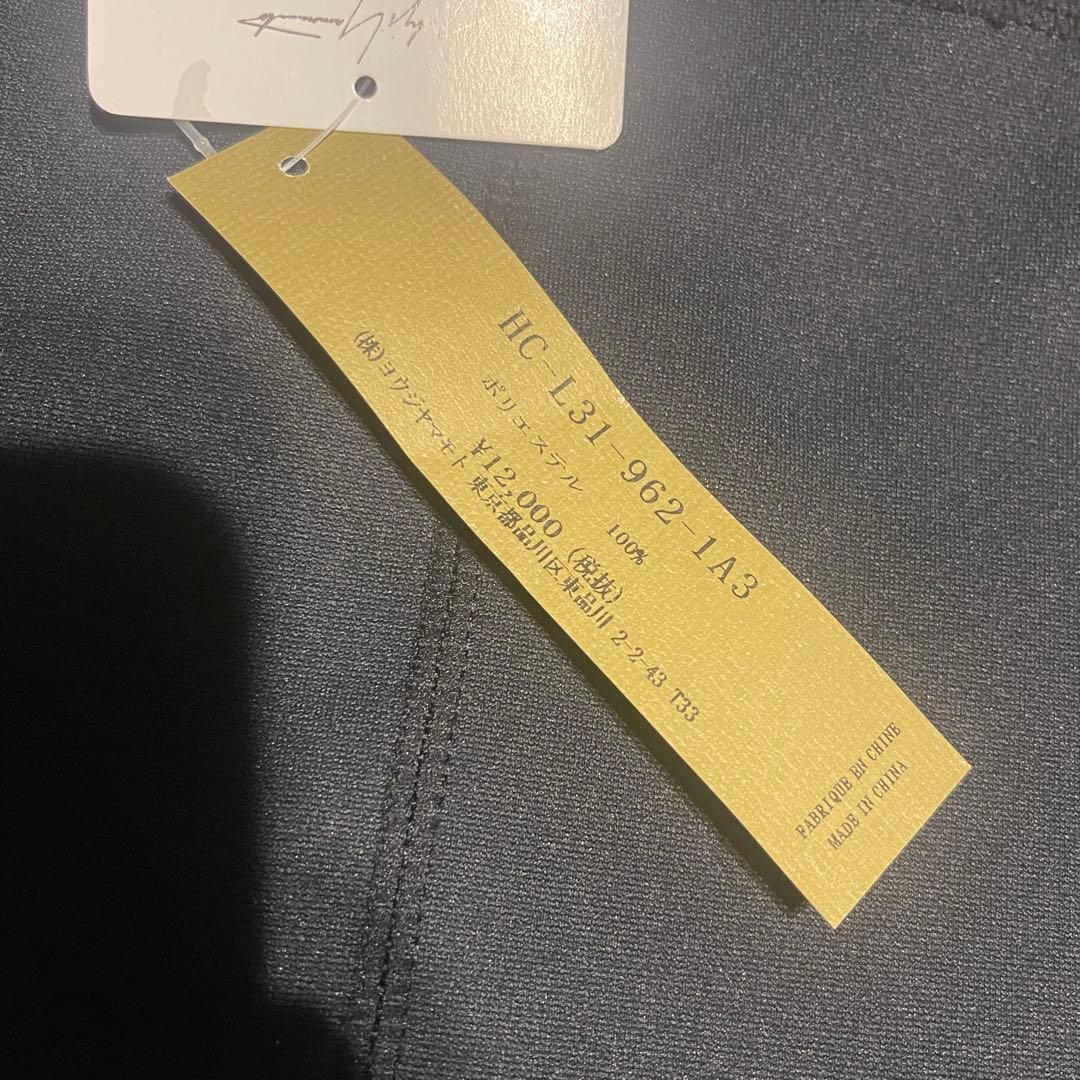 Yamamoto
HC-L31-962-1A3
ポリエステル 100%
¥12,000 (税抜)
(株)ヨウジヤマモト 東京都品川区東品川 2-2-43 T33
FABRIQUE EN CHINE
MADE IN CHINA